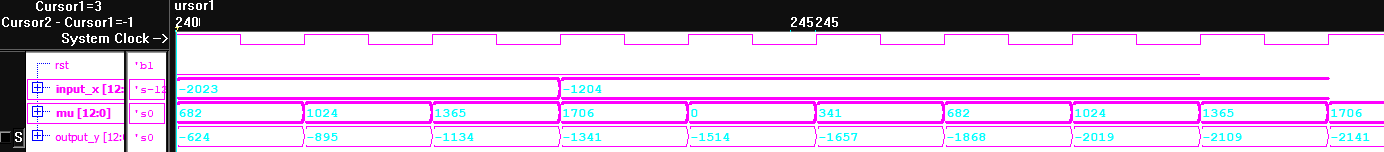 Cursor1=3
ursor1
Cursor2 - Cursor1=-1
240
245245
System Clock ->
rst 'b1
input_x [12: 's-12 -2023 -1204
mu [12:0] 's0 682 1024 1365 1706 0 341 682 1024 1365 1706
S output_y [12: 's0 -624 -895 -1134 -1341 -1514 -1657 -1868 -2019 -2109 -2141